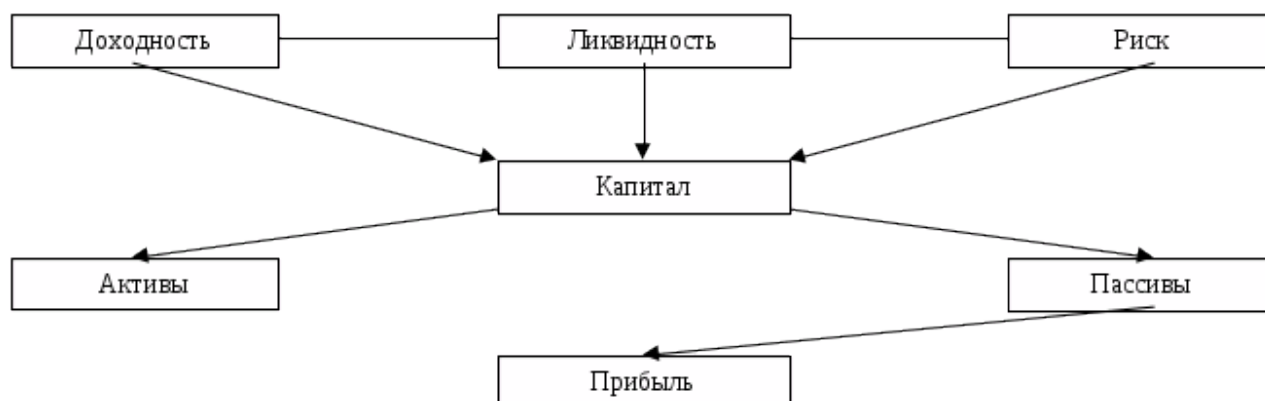 Доходность
Ликвидность
Риск
Капитал
Активы
Пассивы
Прибыль